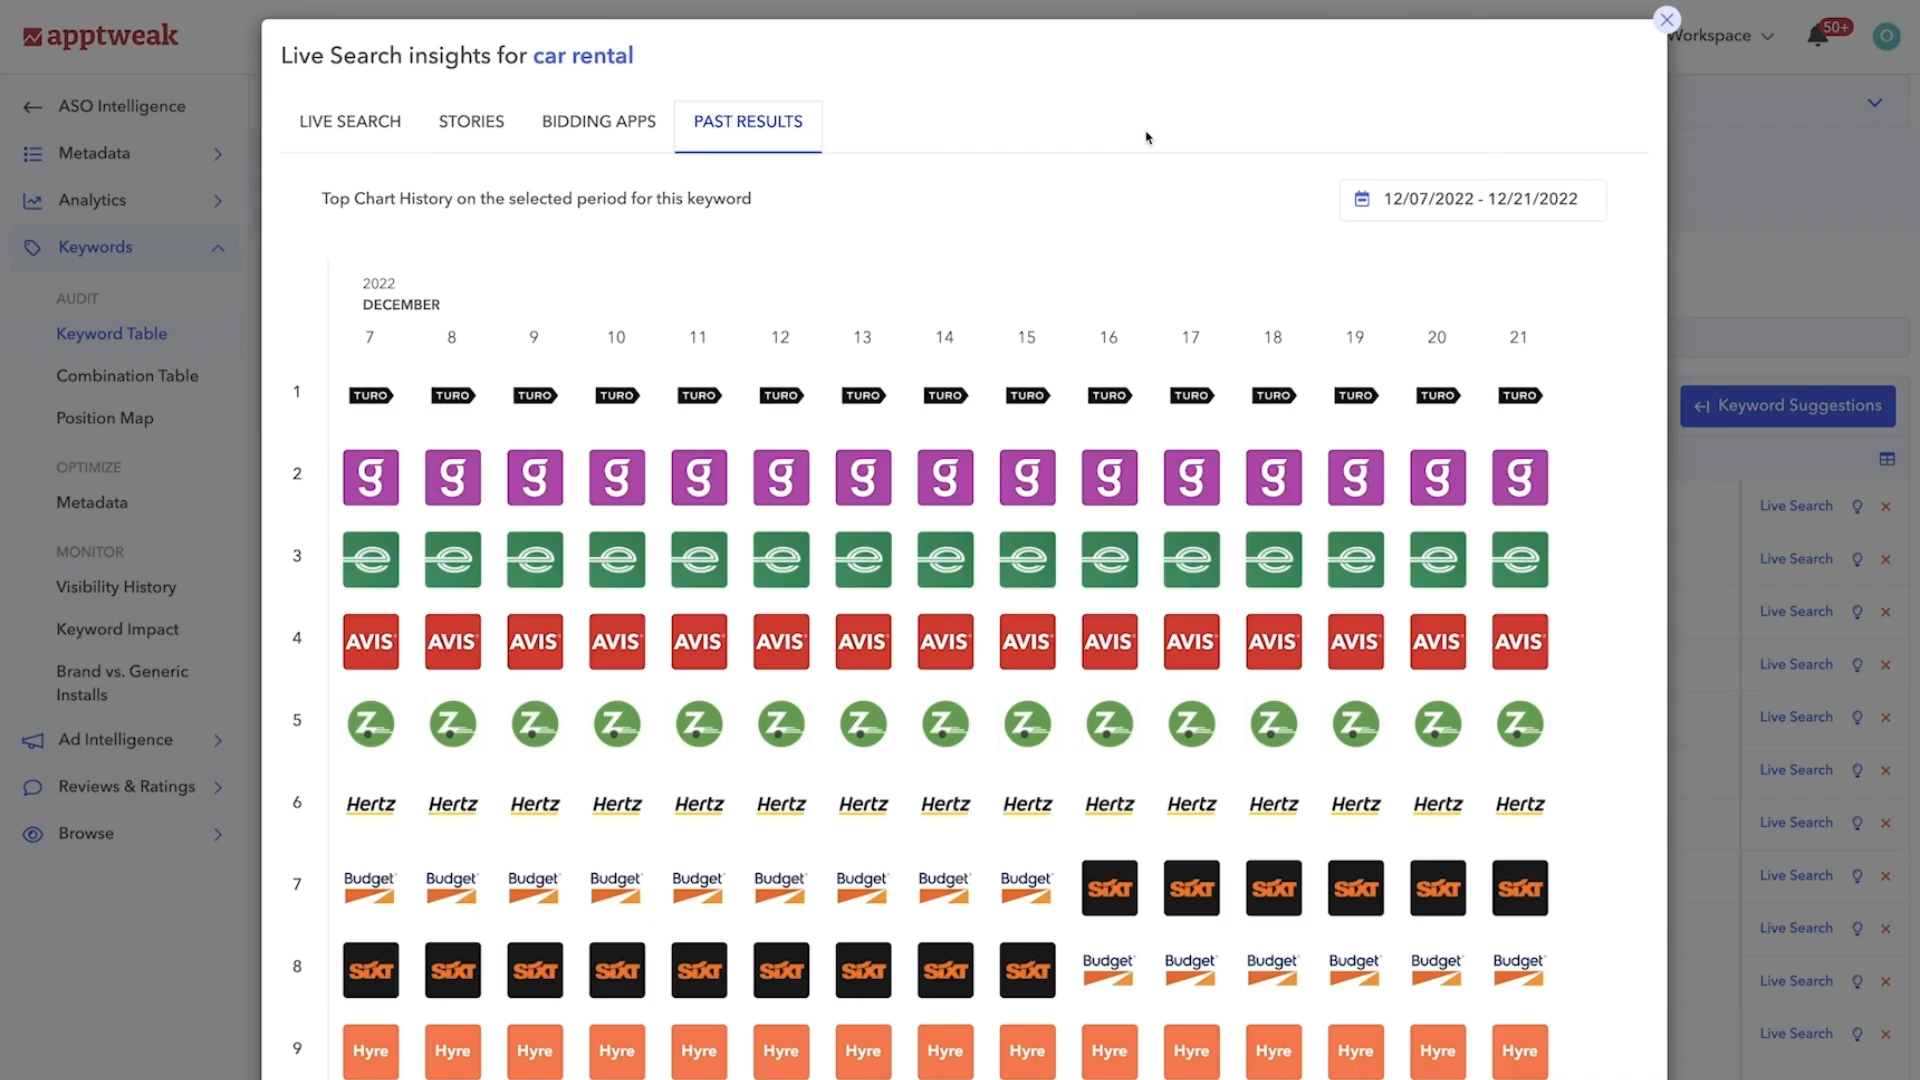 apptweak
Workspace
50+
O
ASO Intelligence
Metadata
Analytics
Keywords
AUDIT
Keyword Table
Combination Table
Position Map
OPTIMIZE
Metadata
MONITOR
Visibility History
Keyword Impact
Brand vs. Generic
Installs
Ad Intelligence
Reviews & Ratings
Browse
Live Search insights for car rental
LIVE SEARCH STORIES BIDDING APPS PAST RESULTS
Top Chart History on the selected period for this keyword
12/07/2022 - 12/21/2022
2022
DECEMBER
7 8 9 10 11 12 13 14 15 16 17 18 19 20 21
1 TURO TURO TURO TURO TURO TURO TURO TURO TURO TURO TURO TURO TURO TURO TURO
2 g g g g g g g g g g g g g g g
3 e e e e e e e e e e e e e e e
4 AVIS AVIS AVIS AVIS AVIS AVIS AVIS AVIS AVIS AVIS AVIS AVIS AVIS AVIS AVIS
5 Z Z Z Z Z Z Z Z Z Z Z Z Z Z Z
6 Hertz Hertz Hertz Hertz Hertz Hertz Hertz Hertz Hertz Hertz Hertz Hertz Hertz Hertz Hertz
7 Budget Budget Budget Budget Budget Budget Budget Budget Budget SIXT SIXT SIXT SIXT SIXT SIXT
8 SIXT SIXT SIXT SIXT SIXT SIXT SIXT SIXT SIXT Budget Budget Budget Budget Budget Budget
9 Hyre Hyre Hyre Hyre Hyre Hyre Hyre Hyre Hyre Hyre Hyre Hyre Hyre Hyre Hyre
Keyword Suggestions
Live Search
Live Search
Live Search
Live Search
Live Search
Live Search
Live Search
Live Search
Live Search
Live Search
Live Search